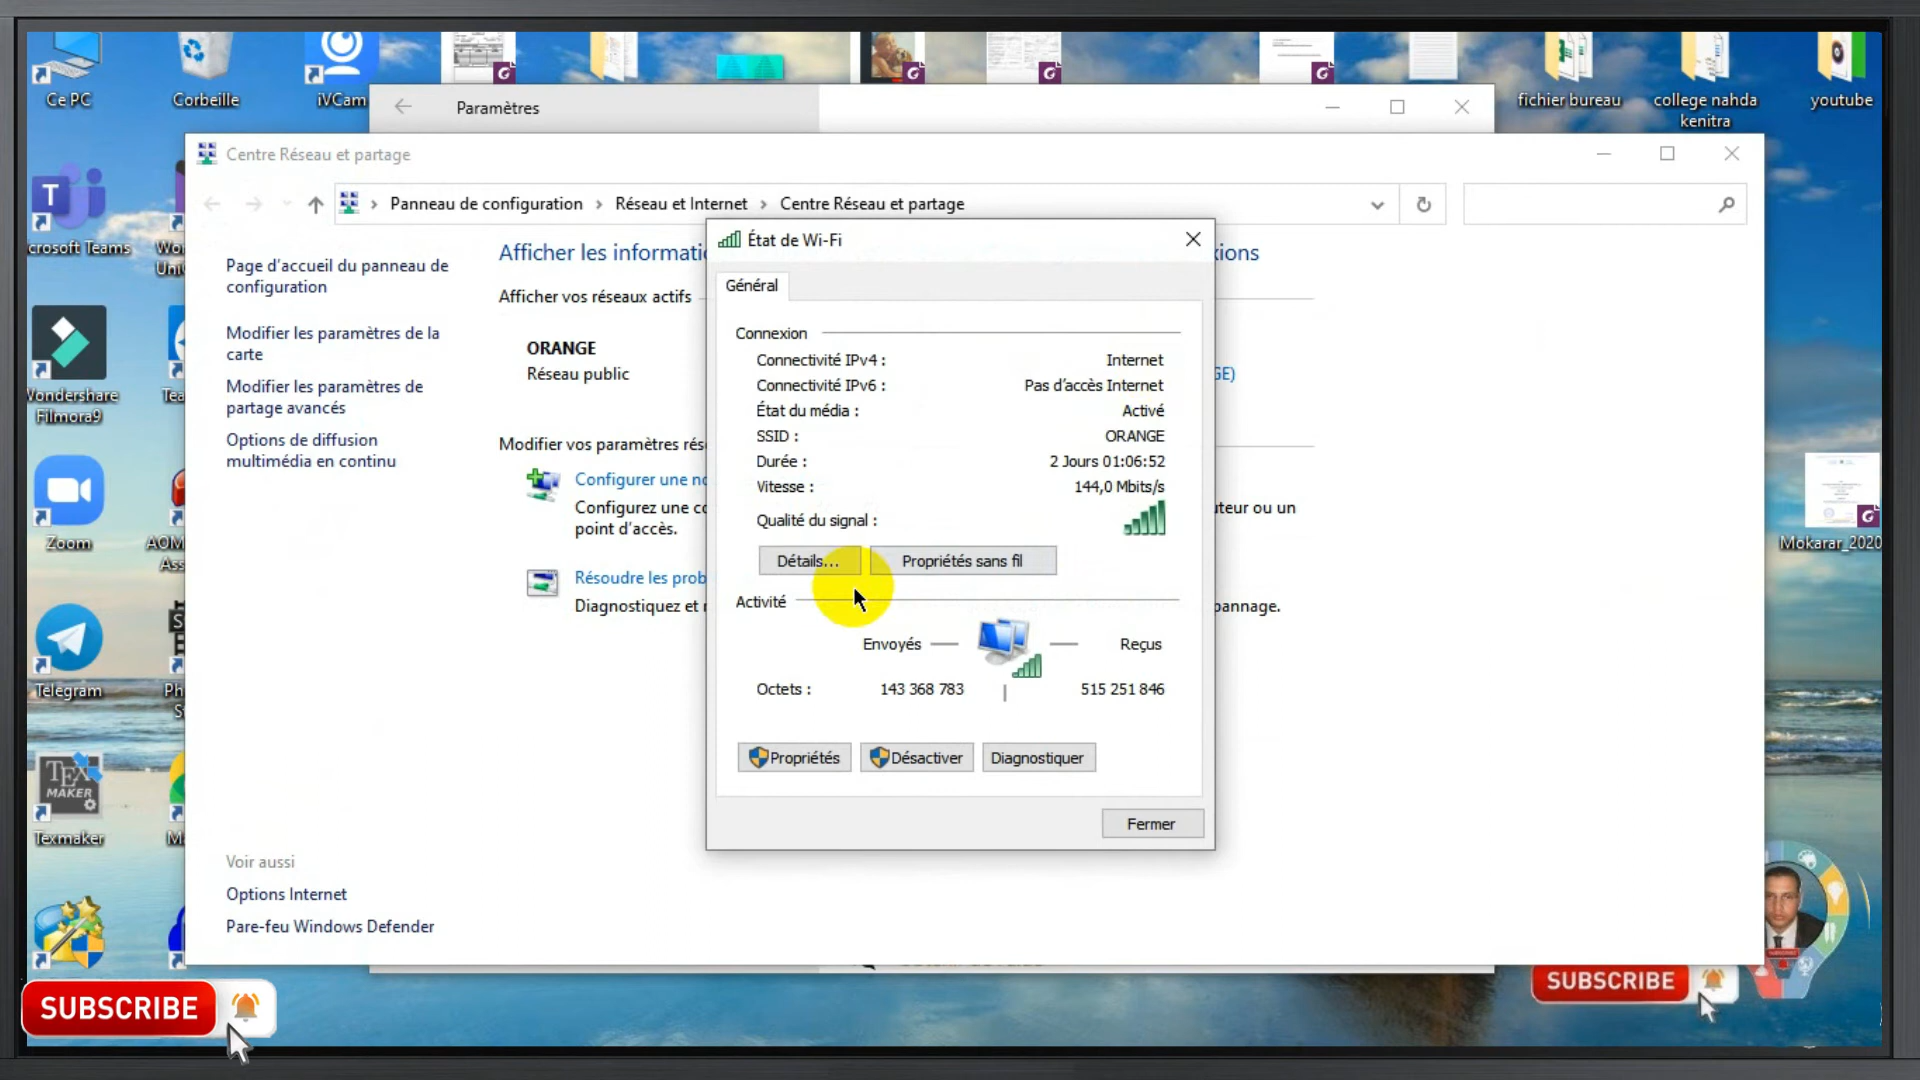 Ce PC
Corbeille
iVCam
fichier bureau
college nahda
kenitra
youtube
Paramètres
Centre Réseau et partage
Panneau de configuration
Réseau et Internet
Centre Réseau et partage
crosoft Teams
Page d'accueil du panneau de
configuration
Modifier les paramètres de la
carte
Modifier les paramètres de
partage avancés
Options de diffusion
multimédia en continu
Afficher les
Afficher vos réseaux actifs
ORANGE
Réseau public
Modifier vos paramètres
Configurer une
Configurez une
point d'accès.
ou un
Résoudre les
Diagnostiquez et
État de Wi-Fi
Général
Connexion
Connectivité IPv4 : Internet
Connectivité IPv6 : Pas d'accès Internet
État du média : Activé
SSID : ORANGE
Durée : 2 Jours 01:06:52
Vitesse : 144,0 Mbits/s
Qualité du signal :
Détails...
Propriétés sans fil
Activité
Envoyés
Reçus
Octets : 143 368 783 515 251 846
Propriétés
Désactiver
Diagnostiquer
Fermer
Wondershare
Filmora9
Zoom
Telegram
TEX
MAKER
Texmaker
Mokarar_2020
Voir aussi
Options Internet
Pare-feu Windows Defender
SUBSCRIBE
SUBSCRIBE